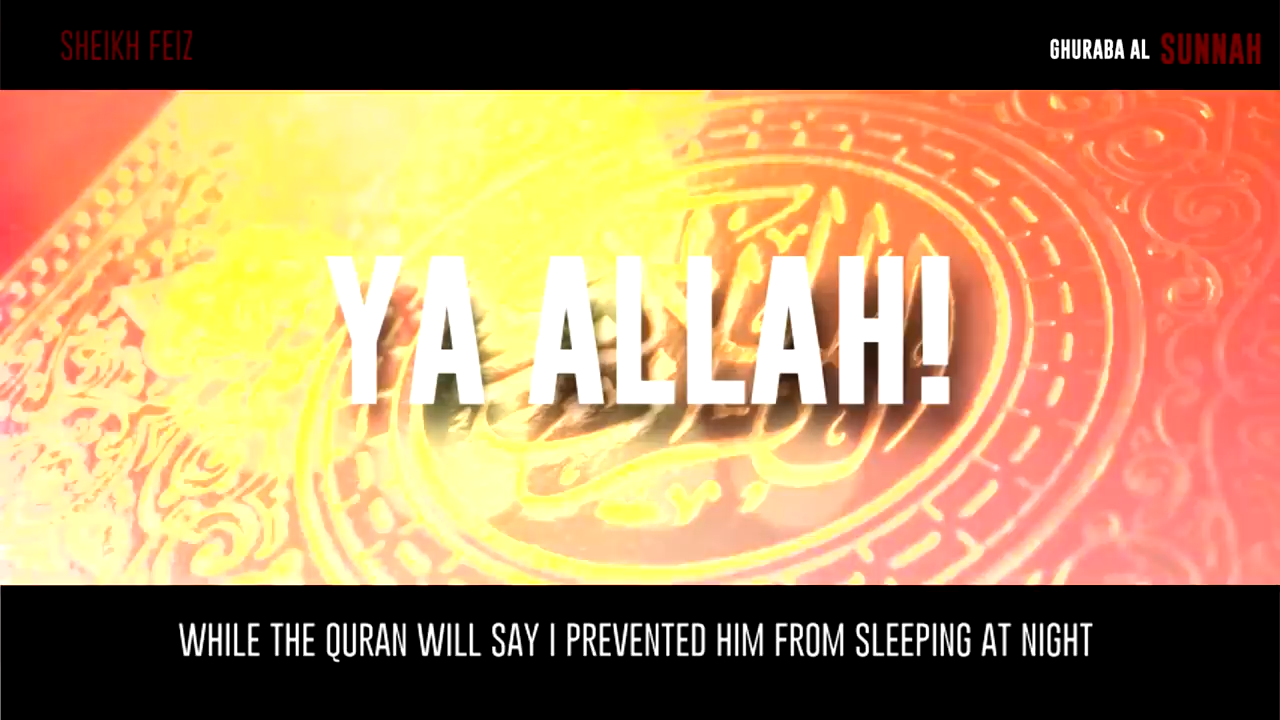 SHEIKH FEIZ
GHURABA AL SUNNAH
YA ALLAH!
WHILE THE QURAN WILL SAY I PREVENTED HIM FROM SLEEPING AT NIGHT